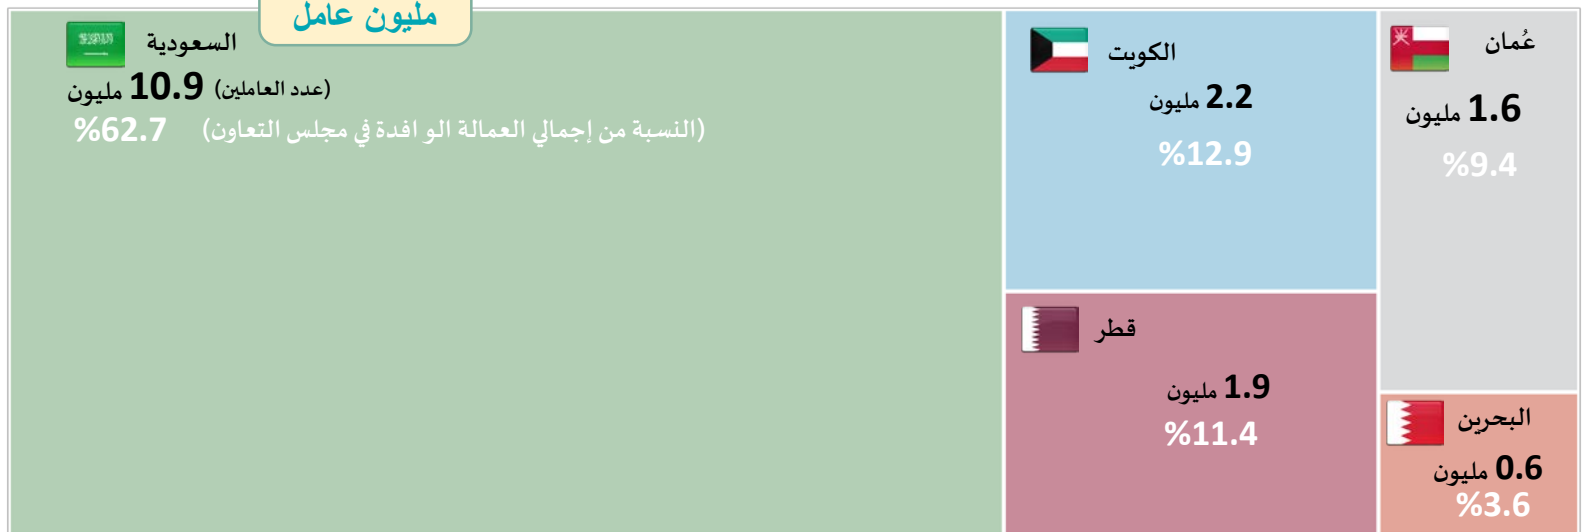 مليون عامل
السعودية
(عدد العاملين) 10.9 مليون
(النسبة من إجمالي العمالة الوافدة في مجلس التعاون) %62.7
الكويت
2.2 مليون
%12.9
عُمان
1.6 مليون
%9.4
قطر
1.9 مليون
%11.4
البحرين
0.6 مليون
%3.6